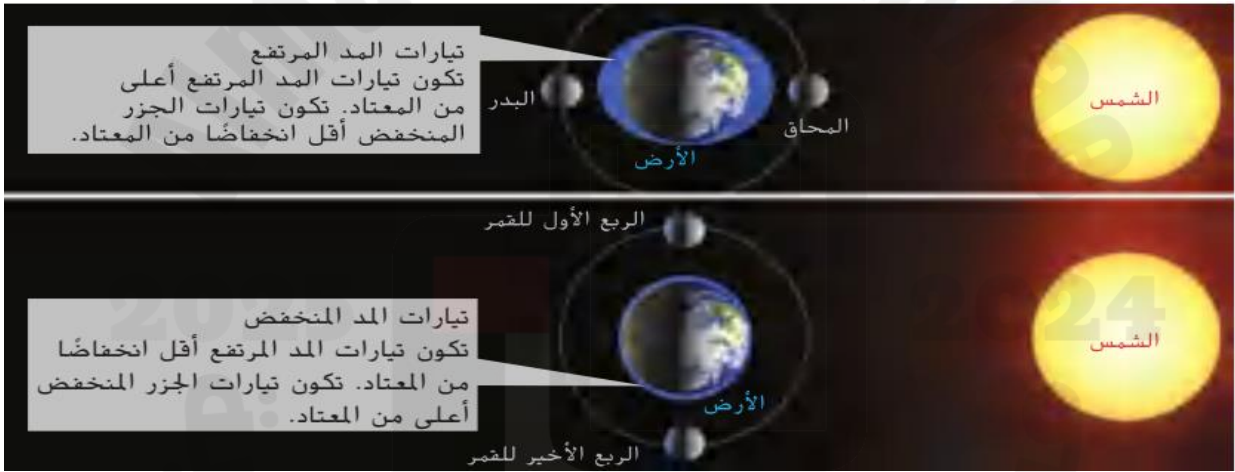 تيارات المد المرتفع
تكون تيارات المد المرتفع أعلى
من المعتاد. تكون تيارات الجزر
المنخفض أقل انخفاضًا من المعتاد.
البدر
المحاق
الأرض
الشمس
الربع الأول للقمر
تيارات المد المنخفض
تكون تيارات المد المرتفع أقل انخفاضًا
من المعتاد. تكون تيارات الجزر المنخفض
أعلى من المعتاد.
الأرض
الشمس
الربع الأخير للقمر
2025
2024